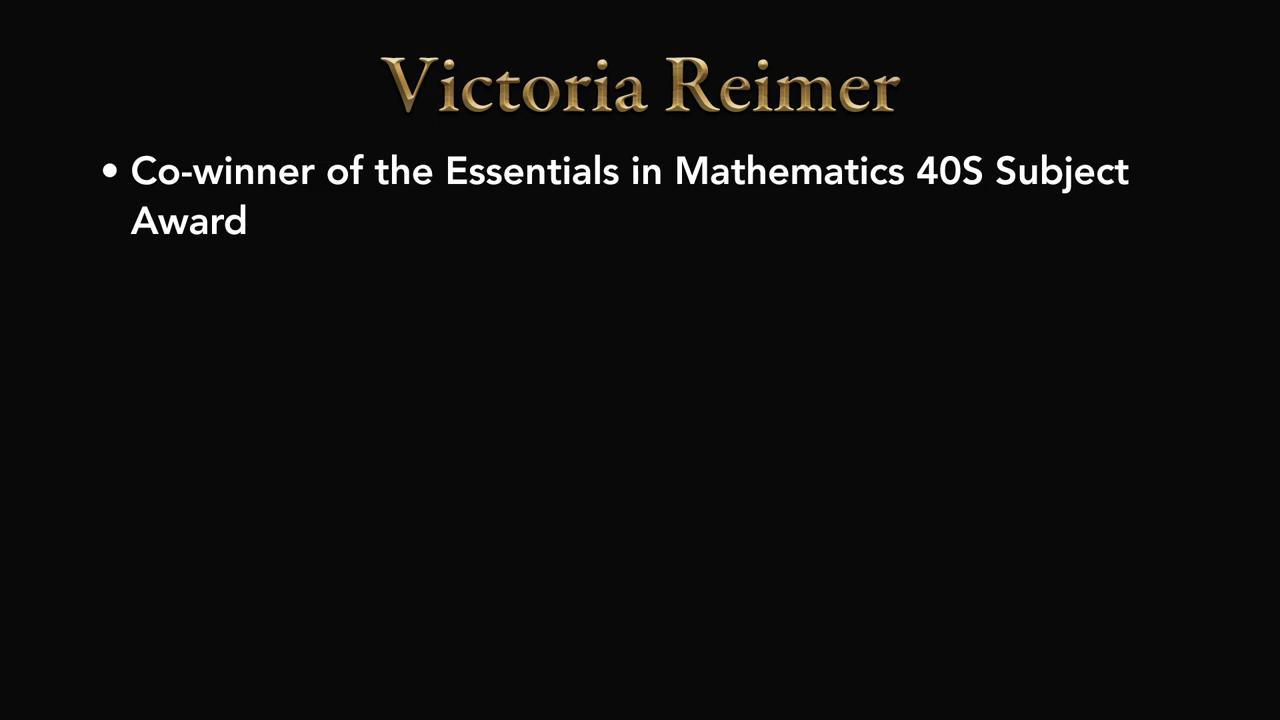 Victoria Reimer
• Co-winner of the Essentials in Mathematics 40S Subject
Award